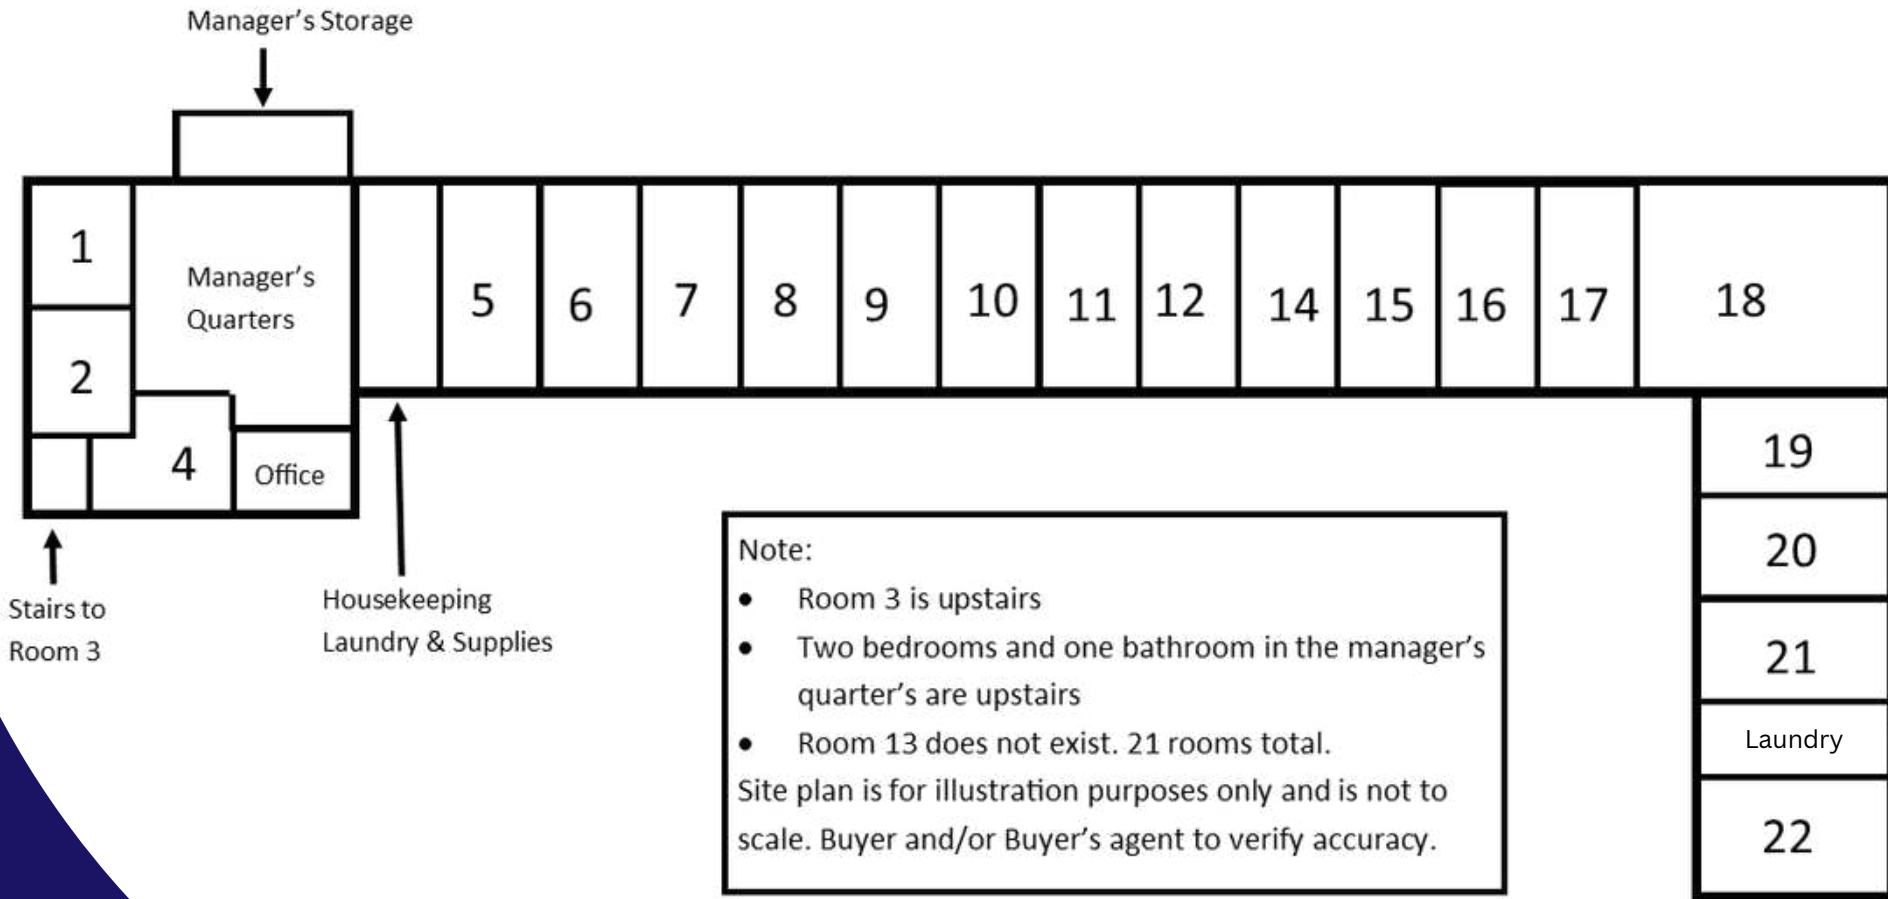 Manager’s Storage
1
Manager’s
Quarters
2
4
Office
5
6
7
8
9
10
11
12
14
15
16
17
18
19
20
21
Laundry
22
Stairs to
Room 3
Housekeeping
Laundry & Supplies
Note:
• Room 3 is upstairs
• Two bedrooms and one bathroom in the manager’s
quarter’s are upstairs
• Room 13 does not exist. 21 rooms total.
Site plan is for illustration purposes only and is not to
scale. Buyer and/or Buyer’s agent to verify accuracy.